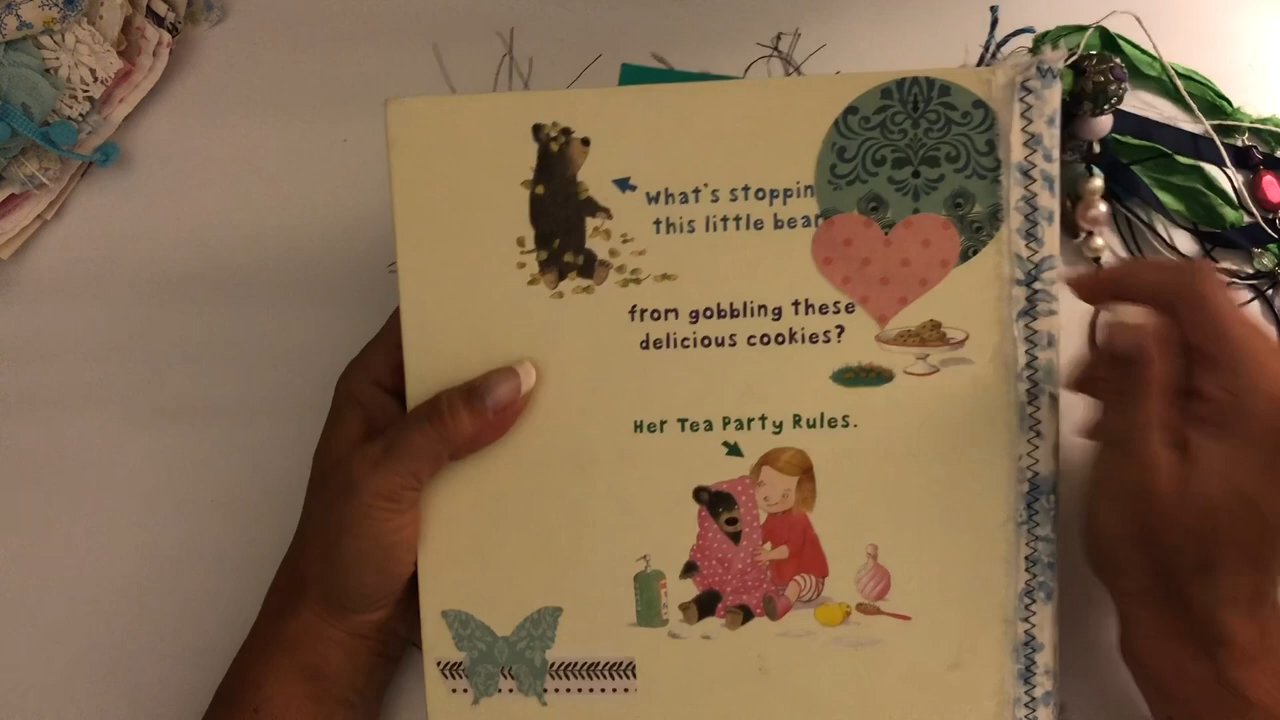 What's stoppin
this little bear
from gobbling these
delicious cookies?
Her Tea Party Rules.